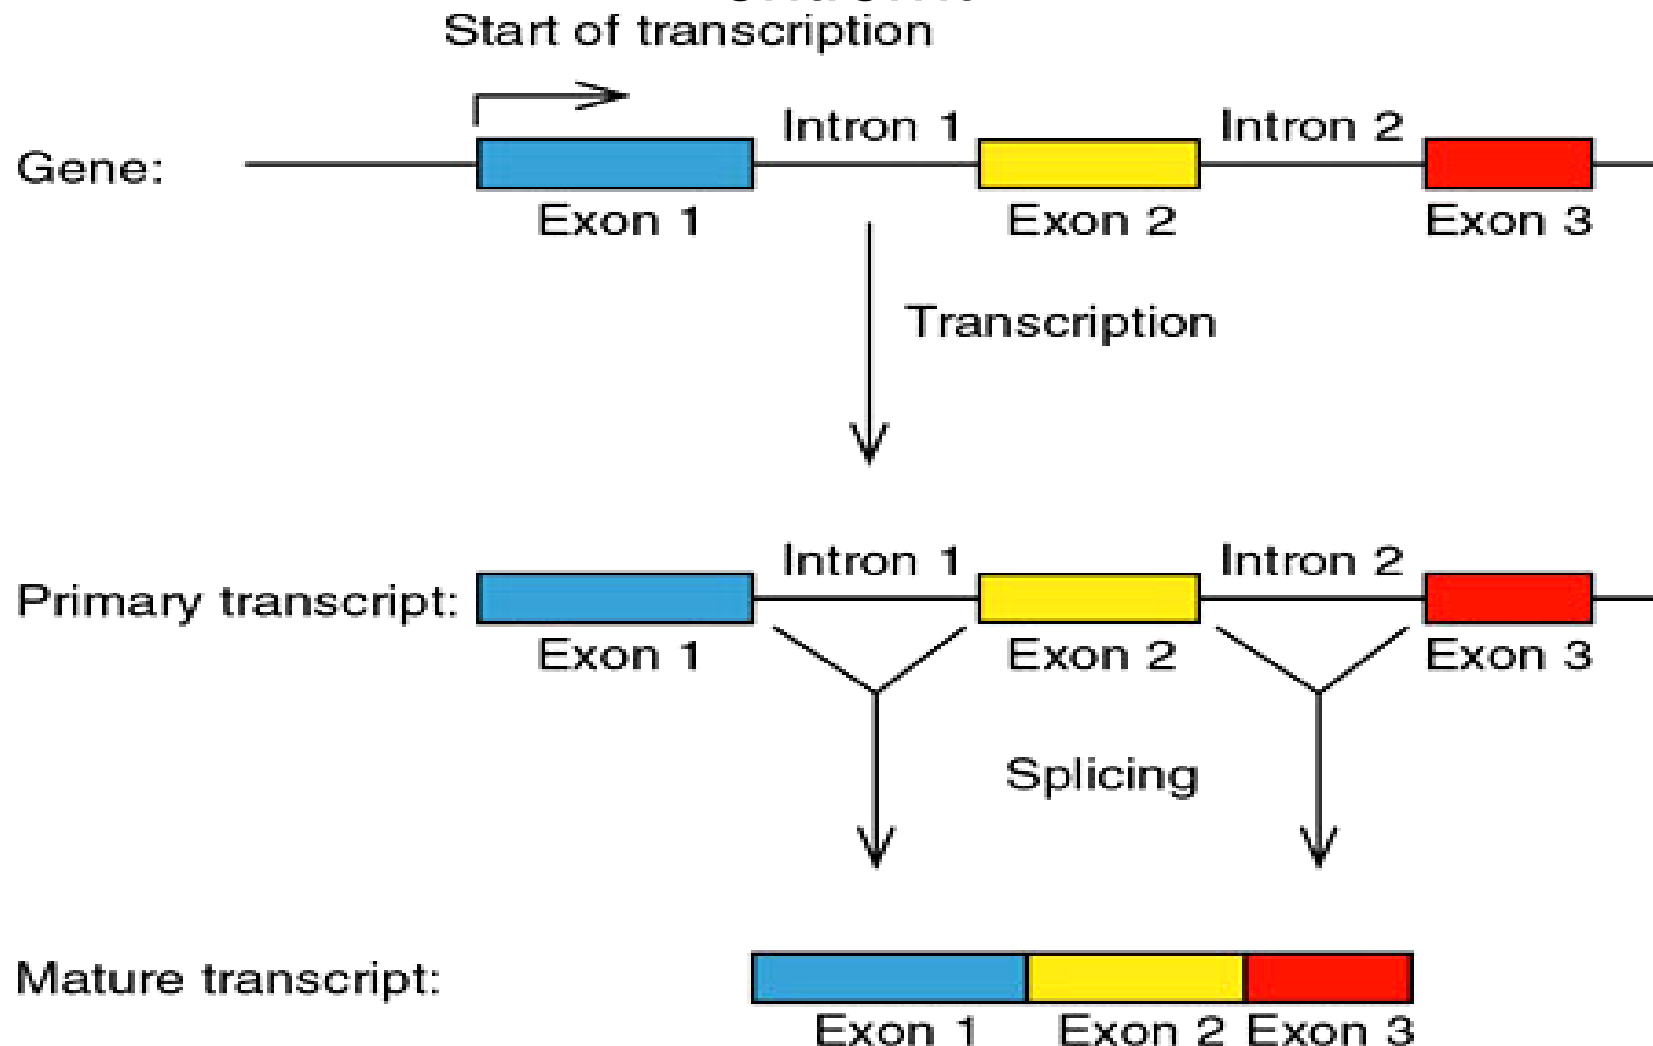 Start of transcription
Intron 1 Intron 2
Gene:
Exon 1 Exon 2 Exon 3
Transcription
Intron 1 Intron 2
Primary transcript:
Exon 1 Exon 2 Exon 3
Splicing
Mature transcript:
Exon 1 Exon 2 Exon 3